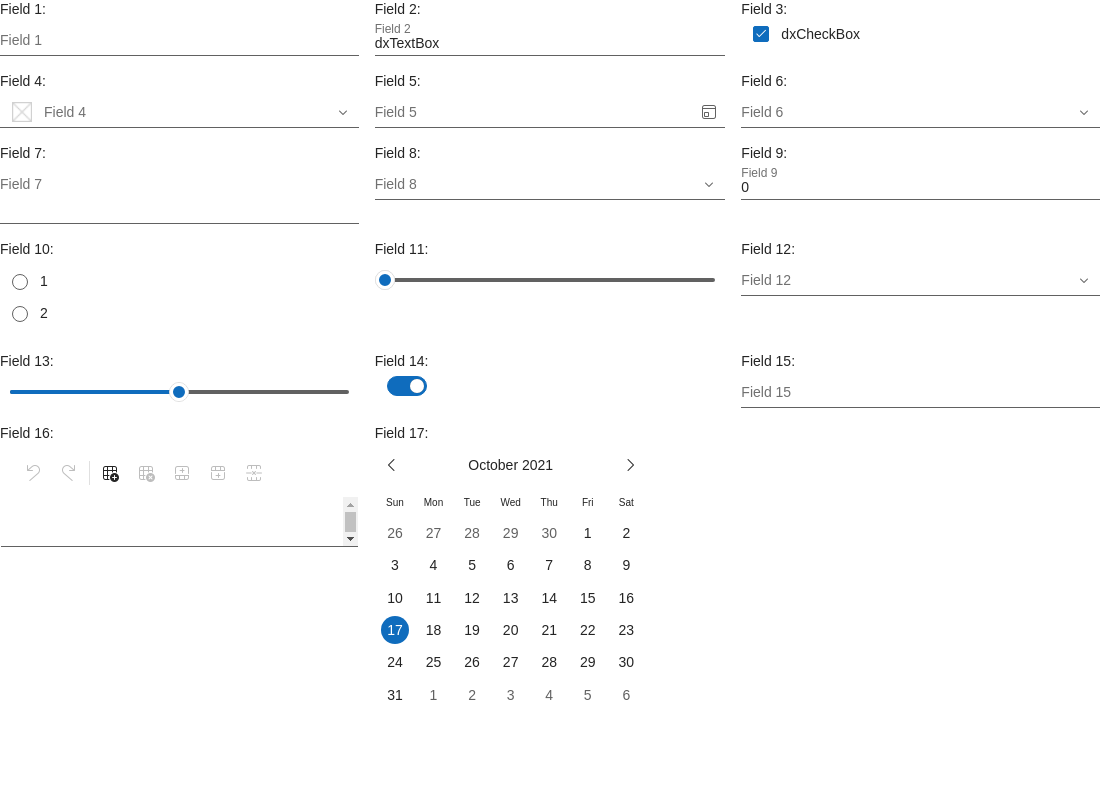 Field 1:
Field 1
Field 2:
Field 2
dxTextBox
Field 3:
dxCheckBox
Field 4:
Field 4
Field 5:
Field 5
Field 6:
Field 6
Field 7:
Field 7
Field 8:
Field 8
Field 9:
Field 9
0
Field 10:
1
2
Field 11:
Field 12:
Field 12
Field 13:
Field 14:
Field 15:
Field 15
Field 16:
Field 17:
October 2021
Sun Mon Tue Wed Thu Fri Sat
26 27 28 29 30 1 2
3 4 5 6 7 8 9
10 11 12 13 14 15 16
17 18 19 20 21 22 23
24 25 26 27 28 29 30
31 1 2 3 4 5 6